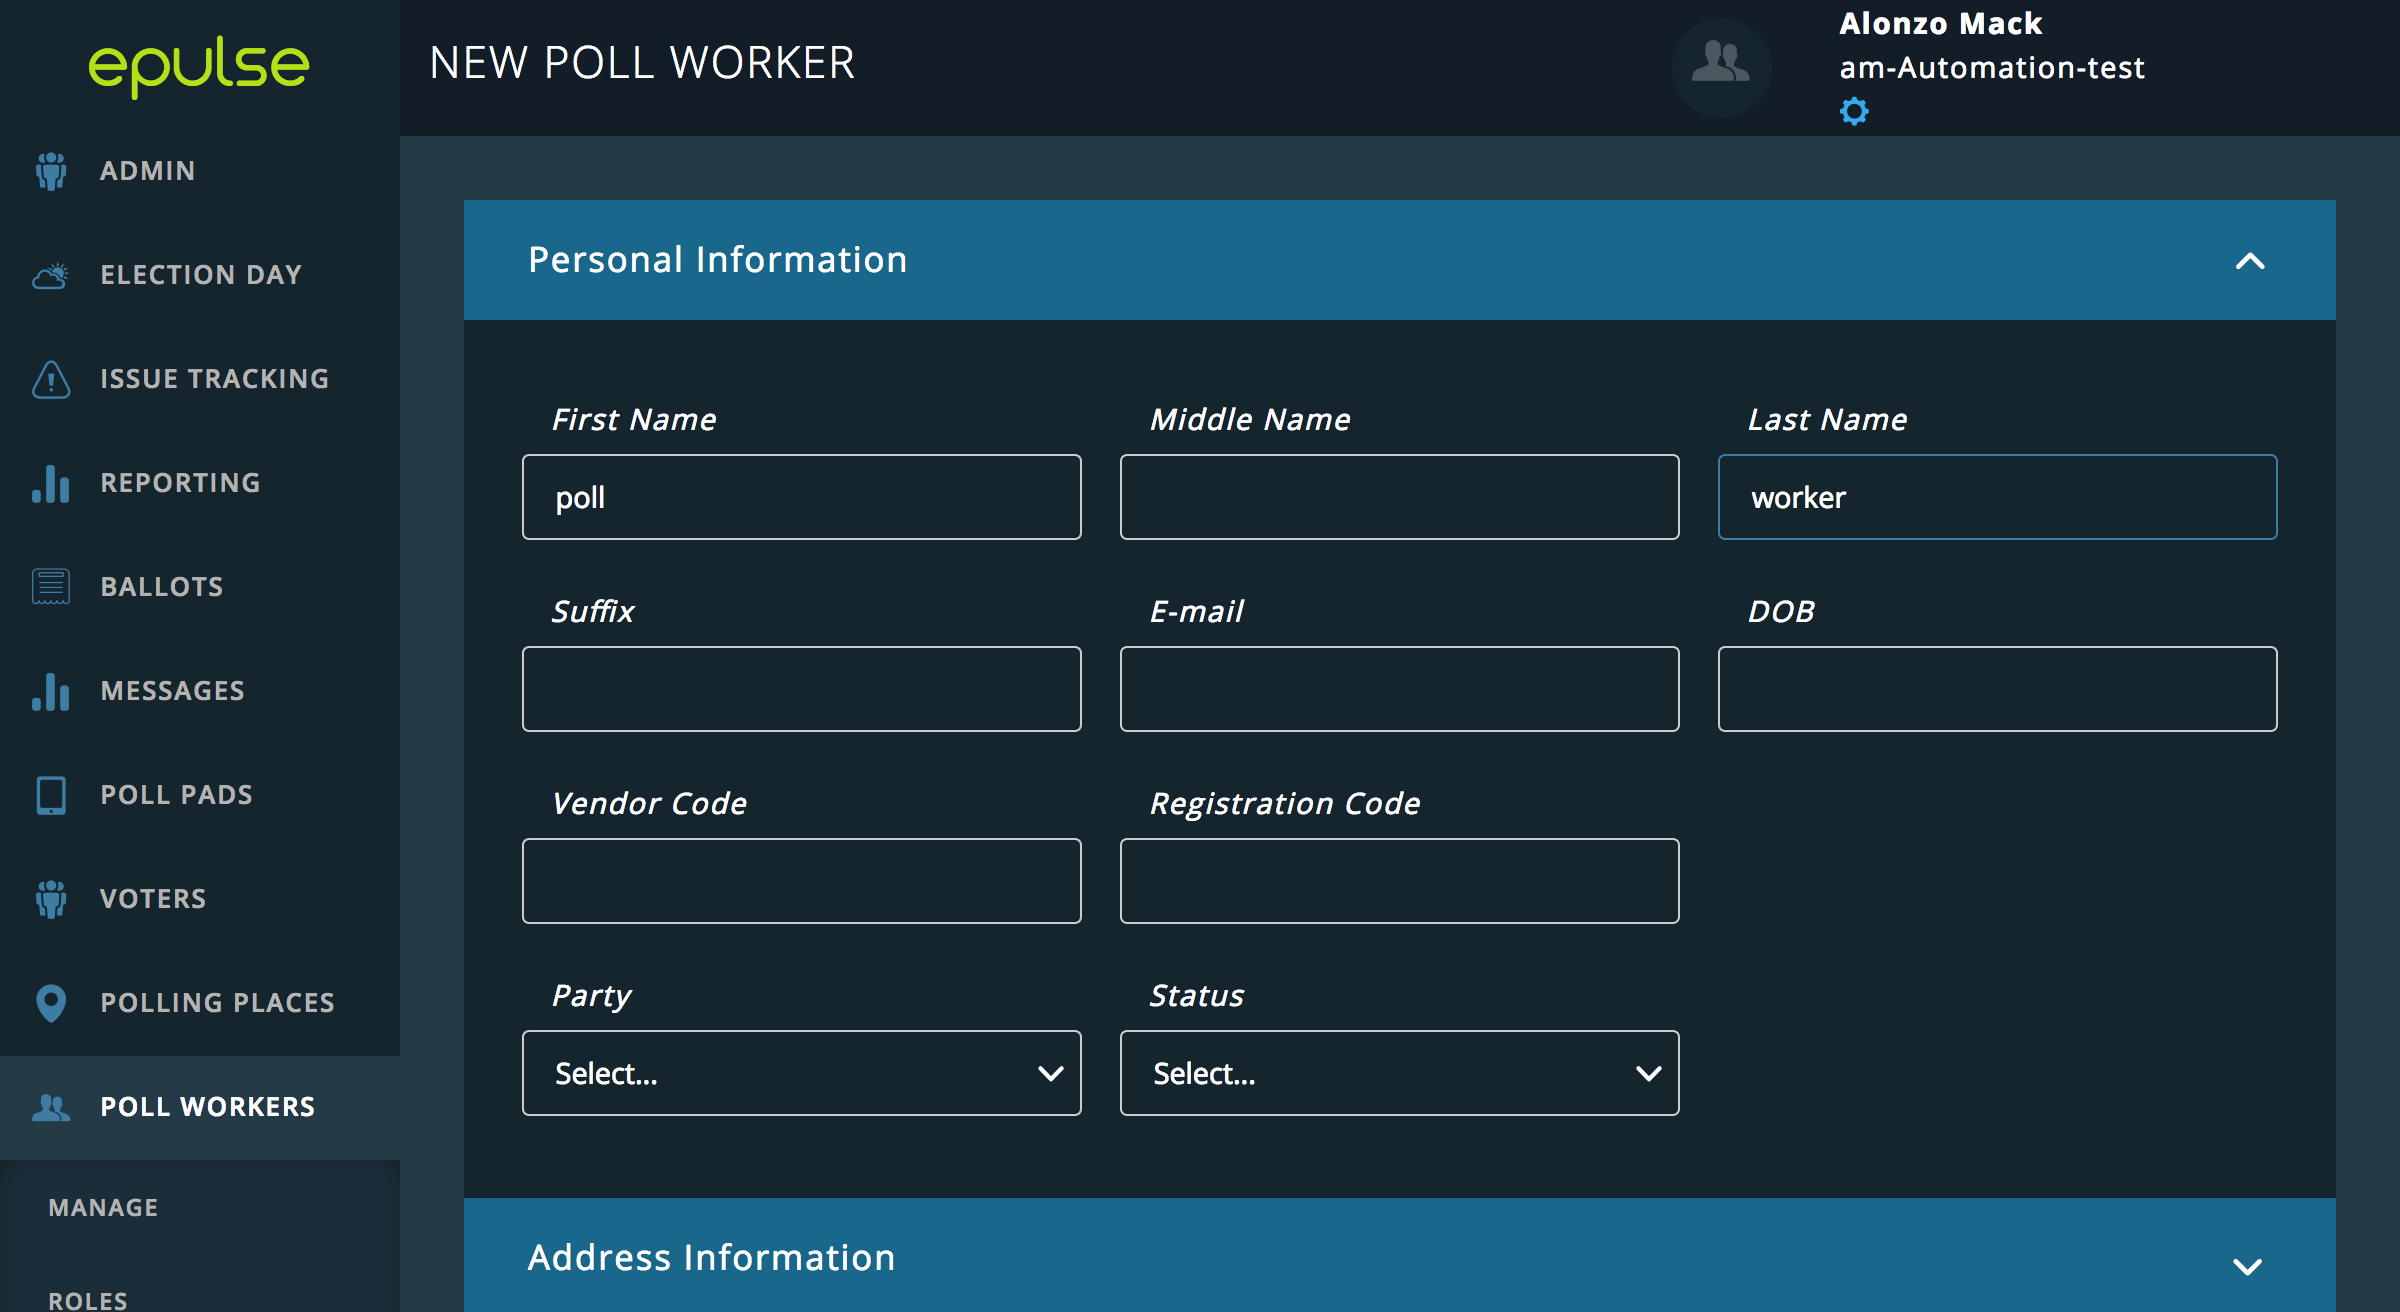 epulse
NEW POLL WORKER
Alonzo Mack
am-Automation-test
ADMIN
ELECTION DAY
ISSUE TRACKING
REPORTING
BALLOTS
MESSAGES
POLL PADS
VOTERS
POLLING PLACES
POLL WORKERS
MANAGE
ROLES
Personal Information
First Name Middle Name Last Name
poll worker
Suffix E-mail DOB
Vendor Code Registration Code
Party Status
Select... Select...
Address Information